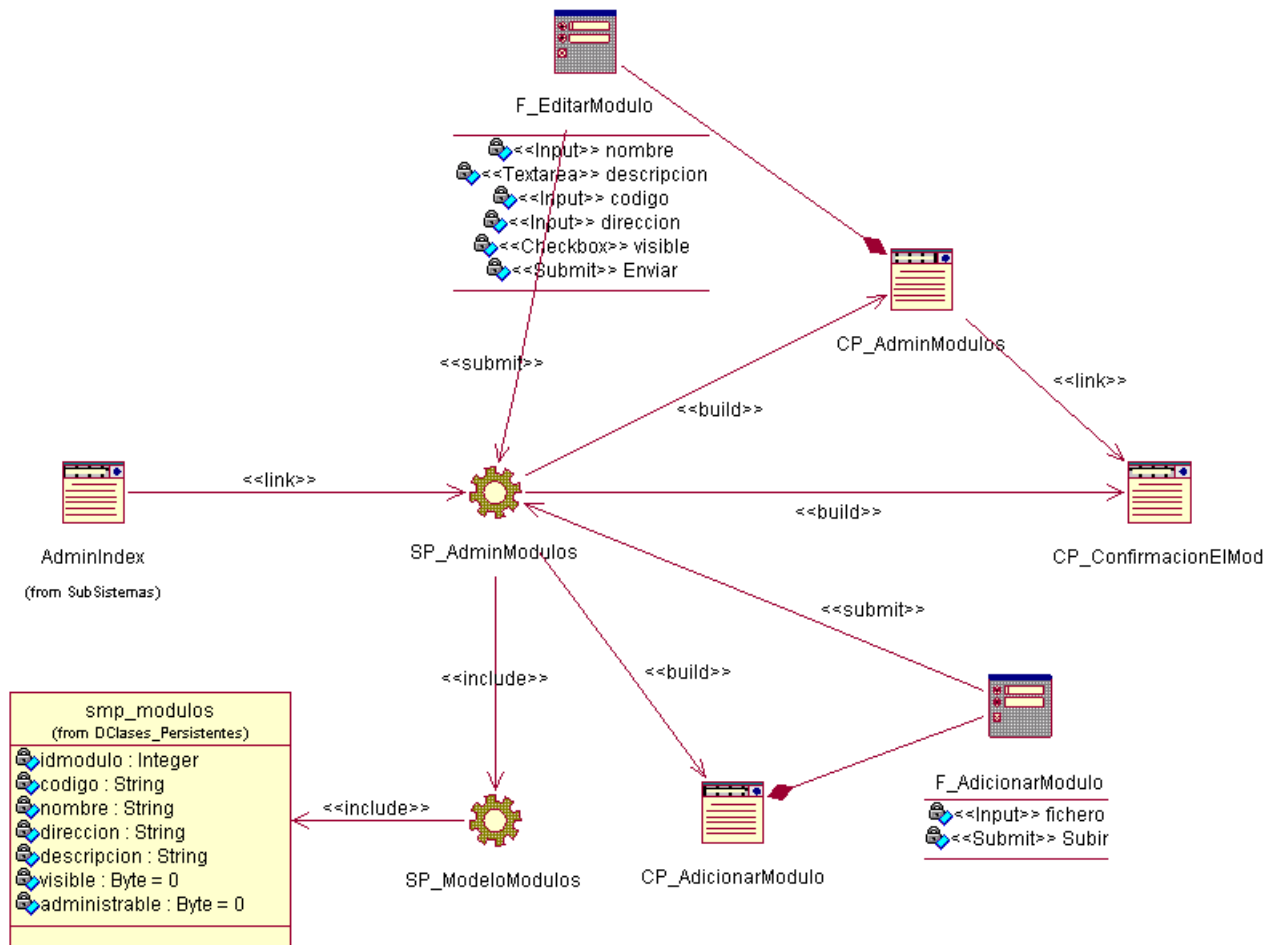 F_EditarModulo
<<Input>> nombre
<<Textarea>> descripcion
<<Input>> codigo
<<Input>> direccion
<<Checkbox>> visible
<<Submit>> Enviar
CP_AdminModulos
<<submit>>
<<link>>
<<build>>
<<link>>
<<build>>
AdminIndex
(from SubSistemas)
SP_AdminModulos
CP_ConfirmacionElMod
<<submit>>
<<include>>
<<build>>
smp_modulos
(from DClases_Persistentes)
idmodulo : Integer
codigo : String
nombre : String
direccion : String
descripcion : String
visible : Byte = 0
administrable : Byte = 0
<<include>>
SP_ModeloModulos
CP_AdicionarModulo
F_AdicionarModulo
<<Input>> fichero
<<Submit>> Subir